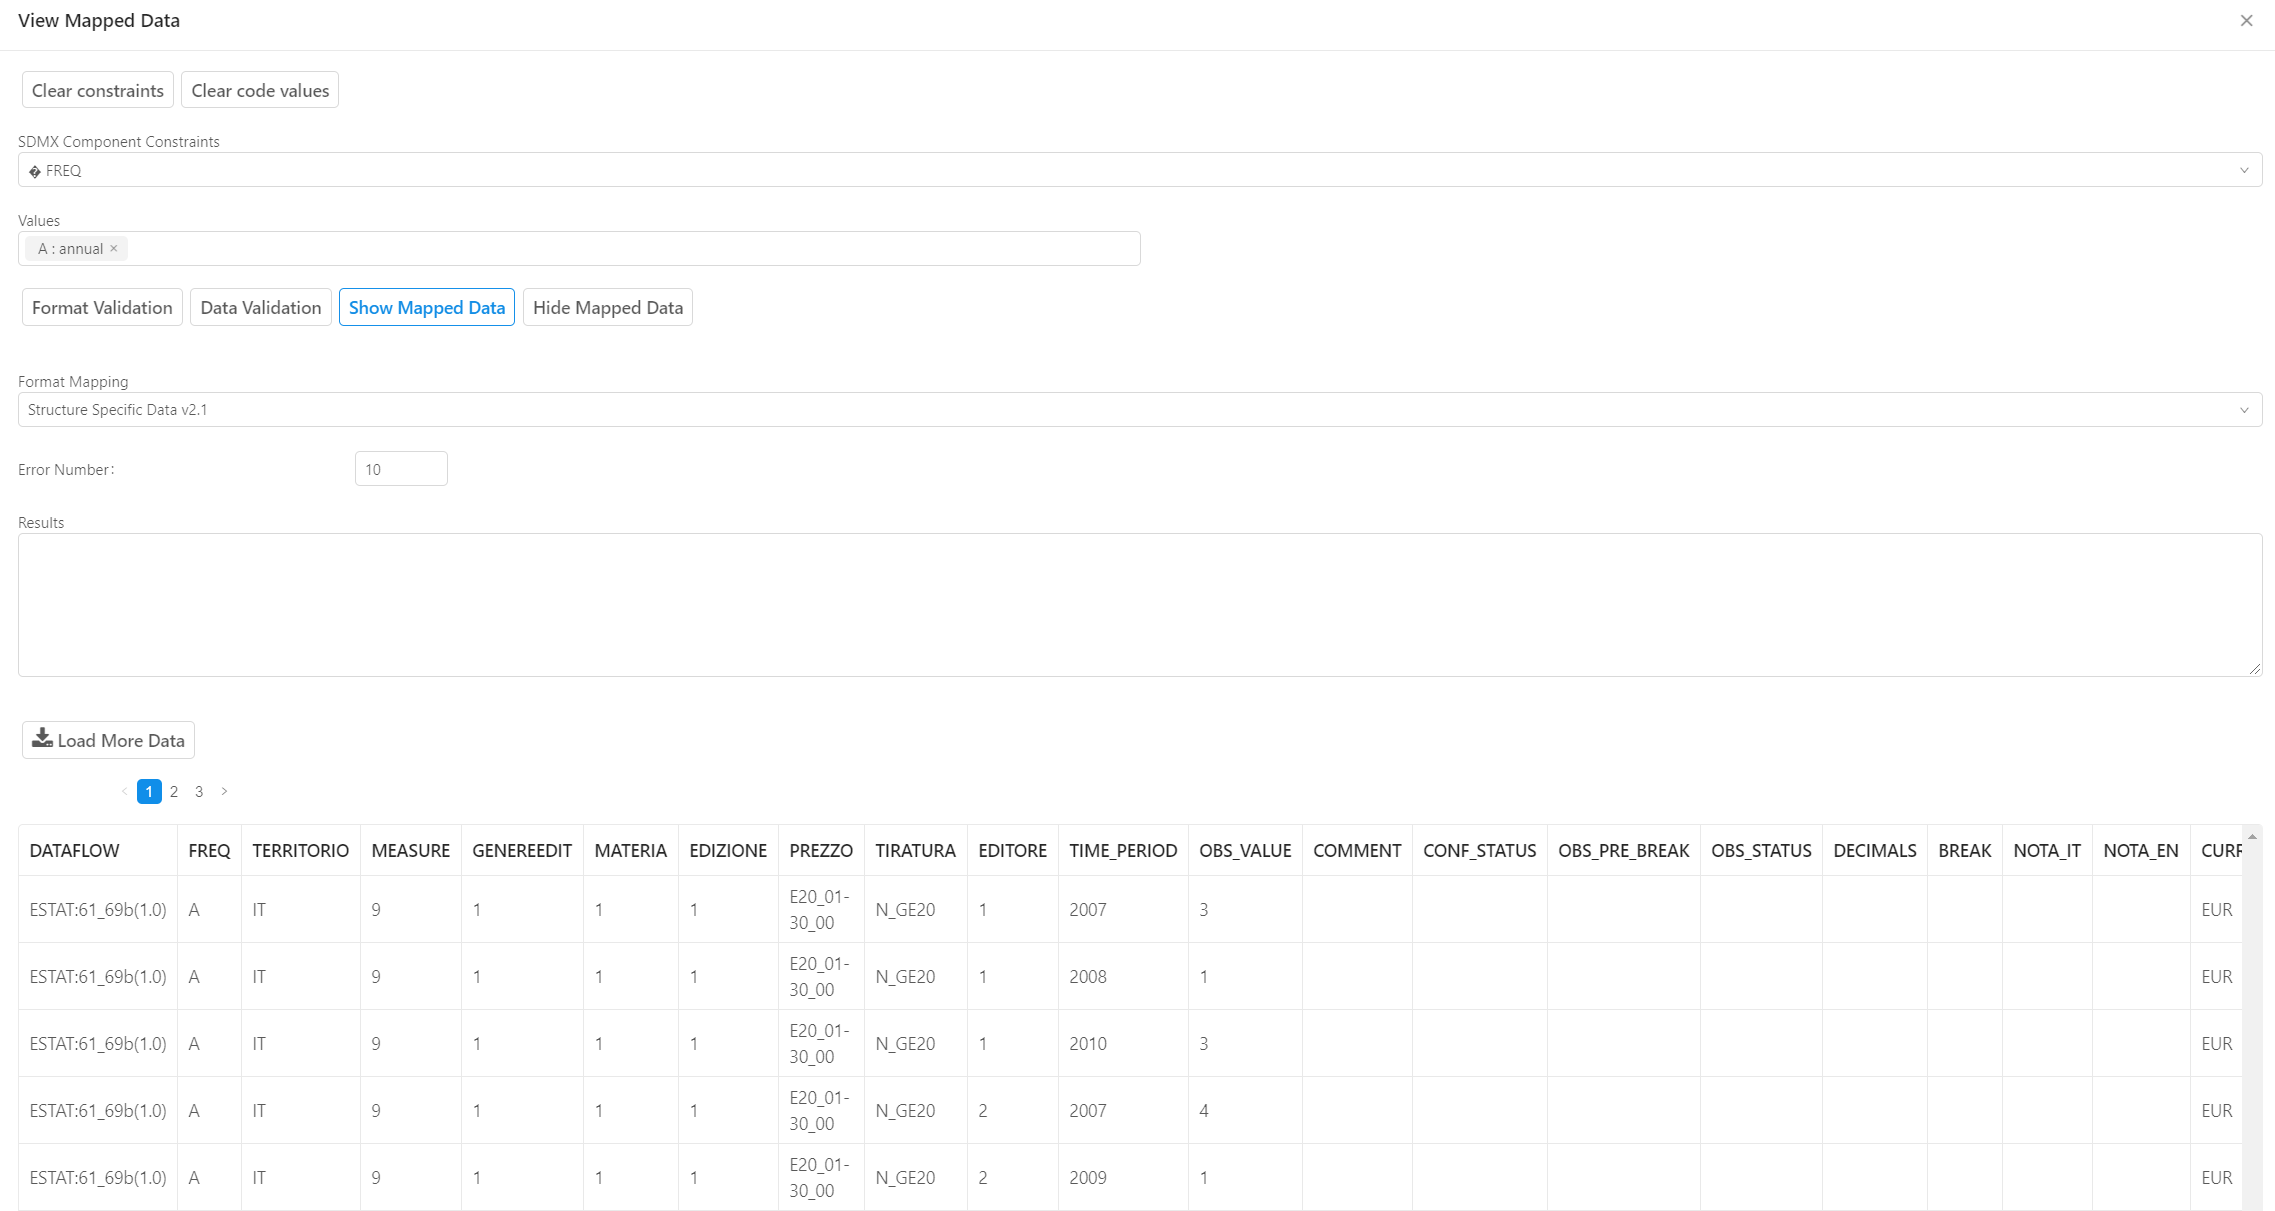 View Mapped Data
Clear constraints Clear code values
SDMX Component Constraints
� FREQ
Values
A : annual ×
Format Validation Data Validation Show Mapped Data Hide Mapped Data
Format Mapping
Structure Specific Data v2.1
Error Number: 10
Results
Load More Data
< 1 2 3 >
DATAFLOW FREQ TERRITORIO MEASURE GENEREEDIT MATERIA EDIZIONE PREZZO TIRATURA EDITORE TIME_PERIOD OBS_VALUE COMMENT CONF_STATUS OBS_PRE_BREAK OBS_STATUS DECIMALS BREAK NOTA_IT NOTA_EN CURR
ESTAT:61_69b(1.0) A IT 9 1 1 1 E20_01-30_00 N_GE20 1 2007 3 EUR
ESTAT:61_69b(1.0) A IT 9 1 1 1 E20_01-30_00 N_GE20 1 2008 1 EUR
ESTAT:61_69b(1.0) A IT 9 1 1 1 E20_01-30_00 N_GE20 1 2010 3 EUR
ESTAT:61_69b(1.0) A IT 9 1 1 1 E20_01-30_00 N_GE20 2 2007 4 EUR
ESTAT:61_69b(1.0) A IT 9 1 1 1 E20_01-30_00 N_GE20 2 2009 1 EUR